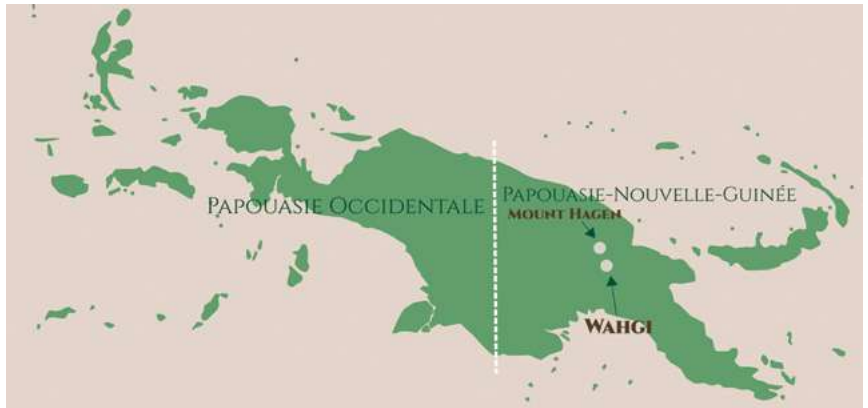 Papouasie Occidentale
Papouasie-Nouvelle-Guinée
Mount Hagen
Wahgi